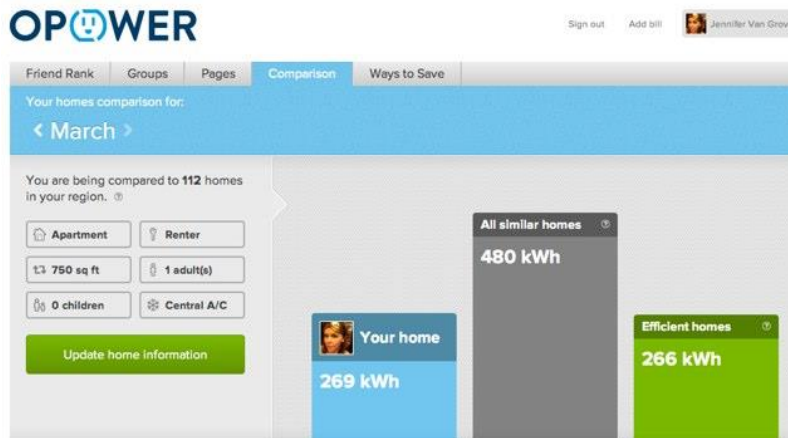 OPOWER
Sign out
Add bill
Jennifer Van Grov
Friend Rank
Groups
Pages
Comparison
Ways to Save
Your homes comparison for:
< March >
You are being compared to 112 homes
in your region. ?
Apartment
Renter
750 sq ft
1 adult(s)
0 children
Central A/C
Update home information
Your home
269 kWh
All similar homes ?
480 kWh
Efficient homes ?
266 kWh